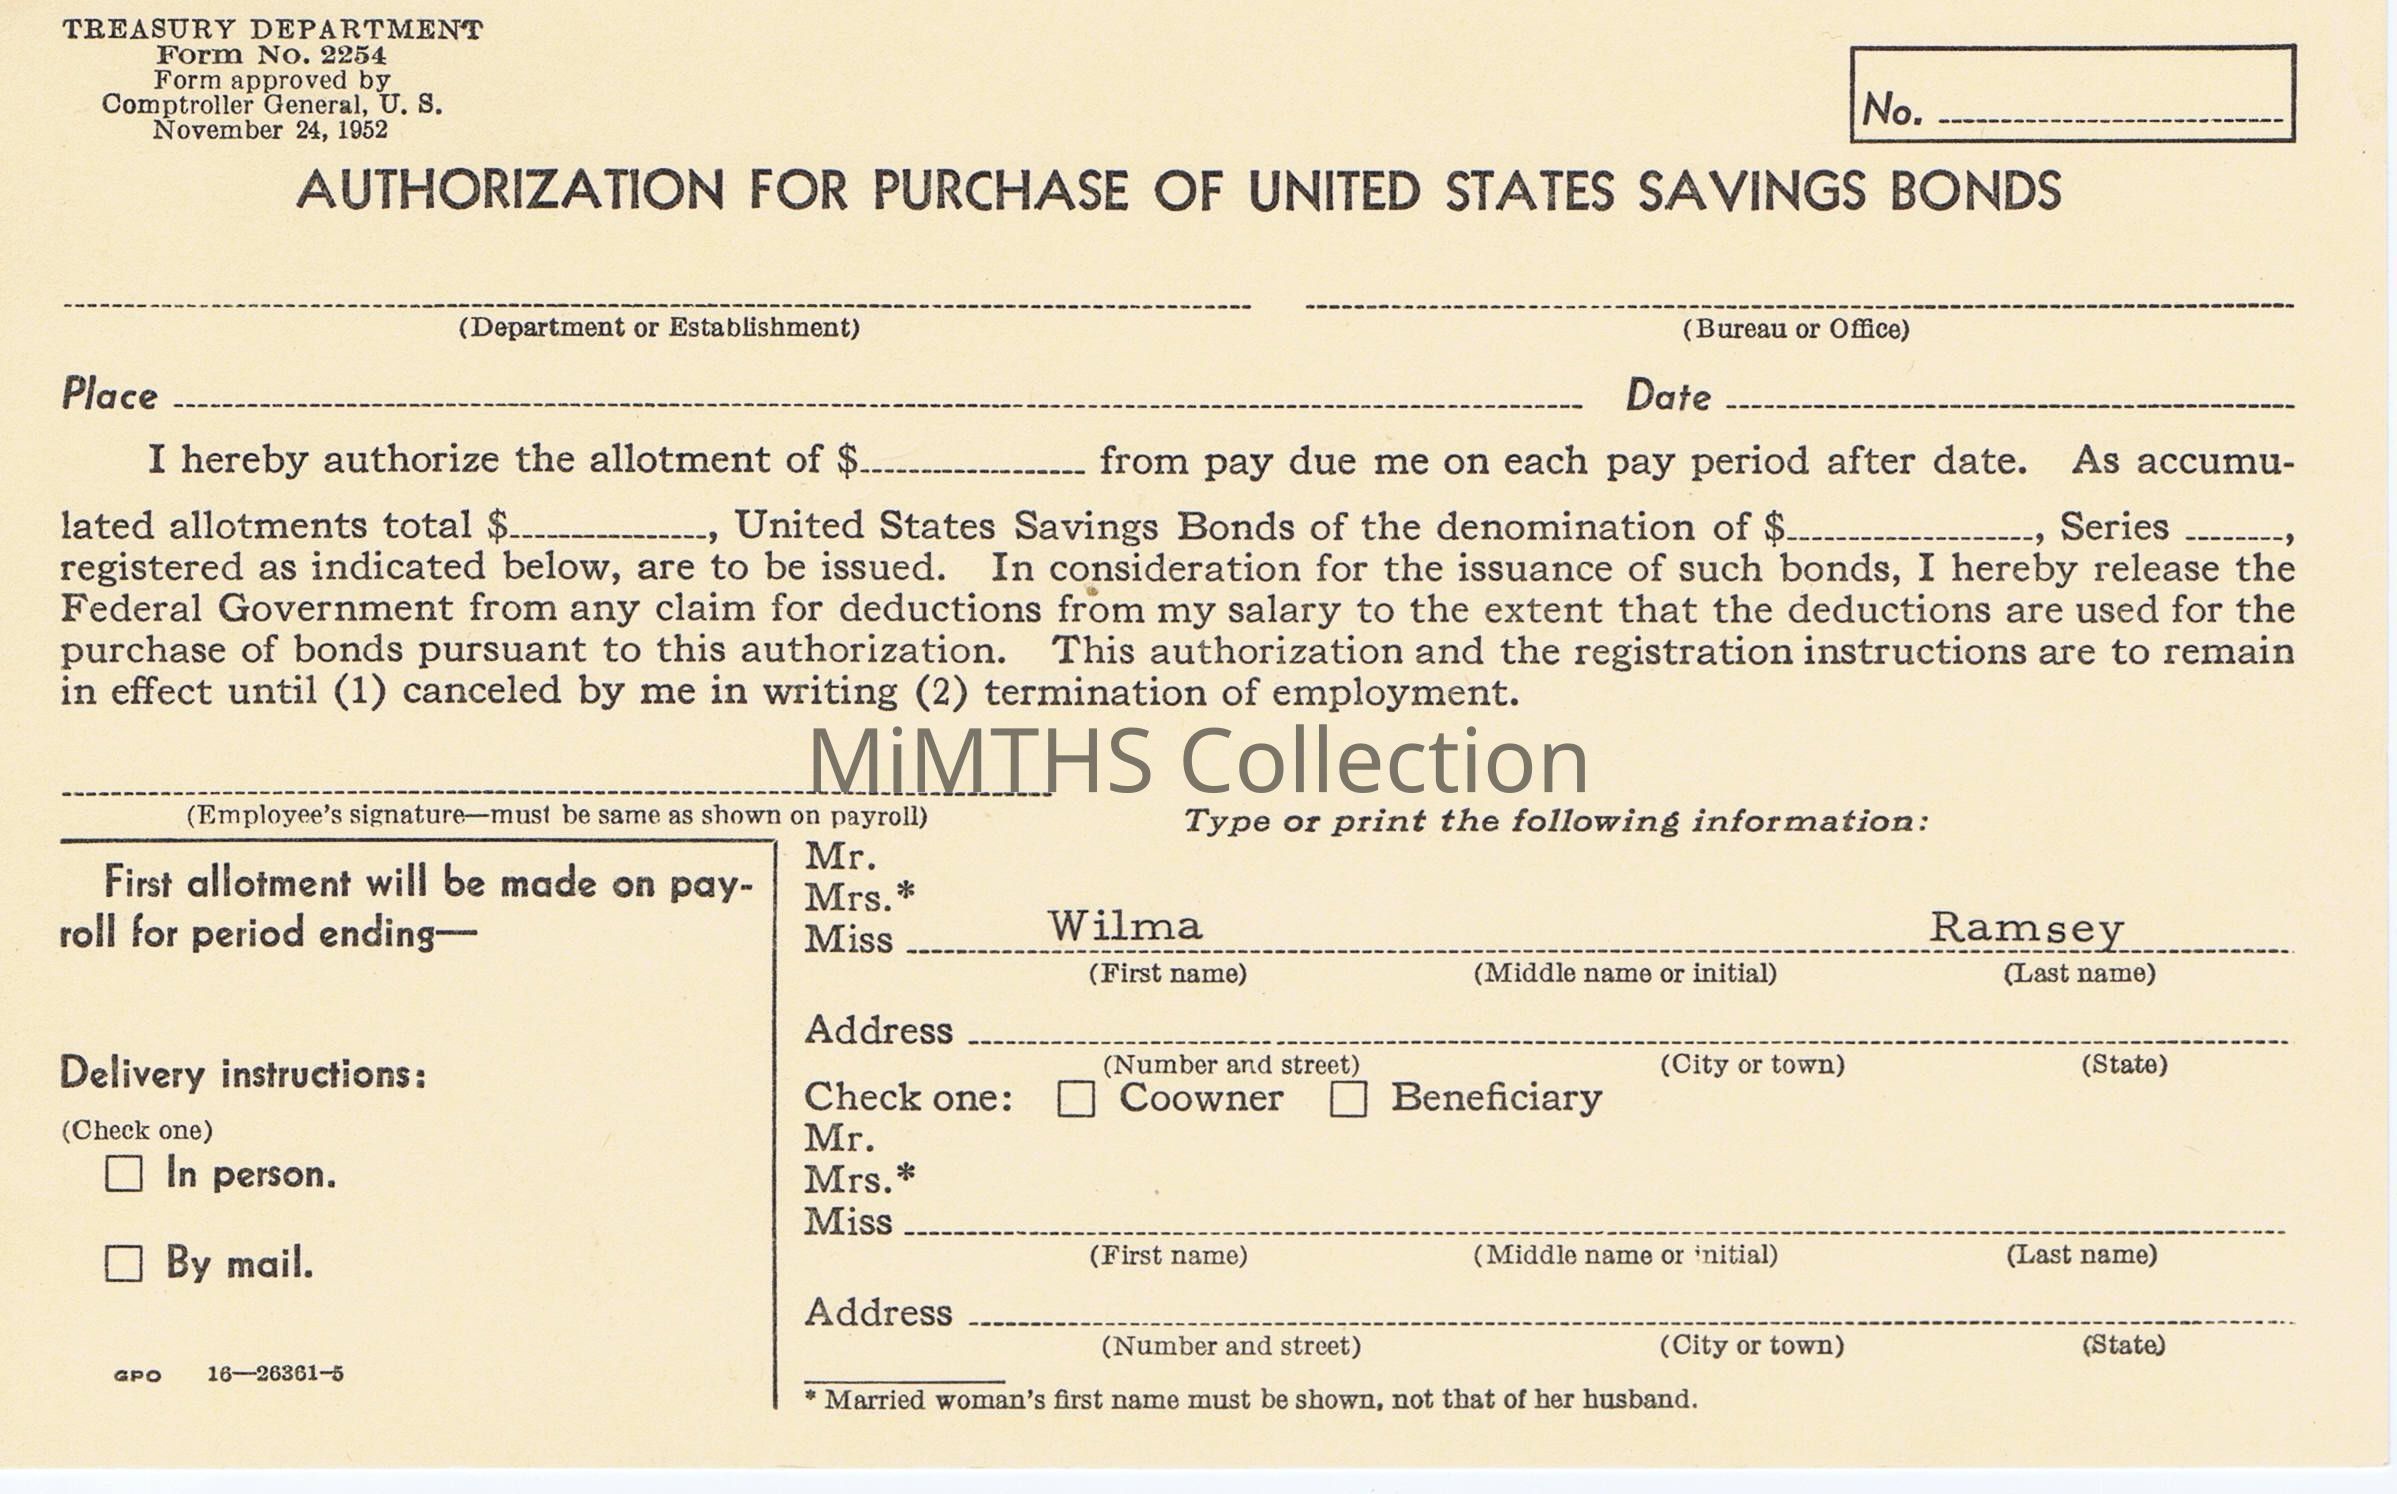 TREASURY DEPARTMENT
Form No. 2254
Form approved by
Comptroller General, U. S.
November 24, 1952
No.
AUTHORIZATION FOR PURCHASE OF UNITED STATES SAVINGS BONDS
(Department or Establishment) (Bureau or Office)
Place Date
I hereby authorize the allotment of $ from pay due me on each pay period after date. As accumu-
lated allotments total $ , United States Savings Bonds of the denomination of $ , Series ,
registered as indicated below, are to be issued. In consideration for the issuance of such bonds, I hereby release the
Federal Government from any claim for deductions from my salary to the extent that the deductions are used for the
purchase of bonds pursuant to this authorization. This authorization and the registration instructions are to remain
in effect until (1) canceled by me in writing (2) termination of employment.
MiMTHS Collection
(Employee's signature—must be same as shown on payroll)
Type or print the following information:
First allotment will be made on pay-
roll for period ending—
Delivery instructions:
(Check one)
In person.
By mail.
GPO 16—26361-5
Mr.
Mrs.*
Miss Wilma Ramsey
(First name) (Middle name or initial) (Last name)
Address
(Number and street) (City or town) (State)
Check one: Coowner Beneficiary
Mr.
Mrs.*
Miss
(First name) (Middle name or initial) (Last name)
Address
(Number and street) (City or town) (State)
* Married woman's first name must be shown, not that of her husband.